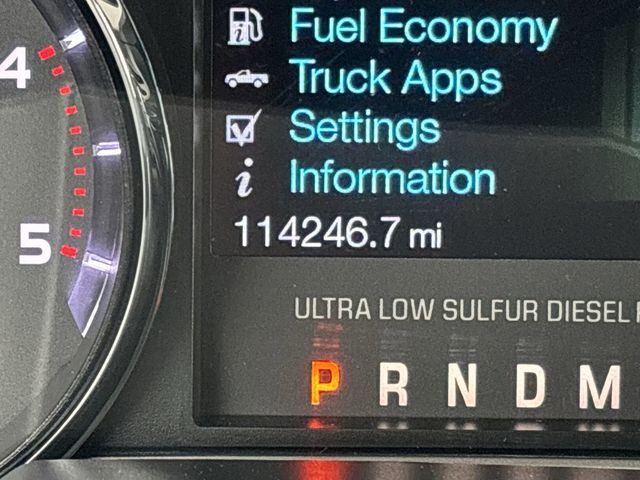 Fuel Economy
Truck Apps
Settings
Information
114246.7 mi
4
5
ULTRA LOW SULFUR DIESEL
P R N D M